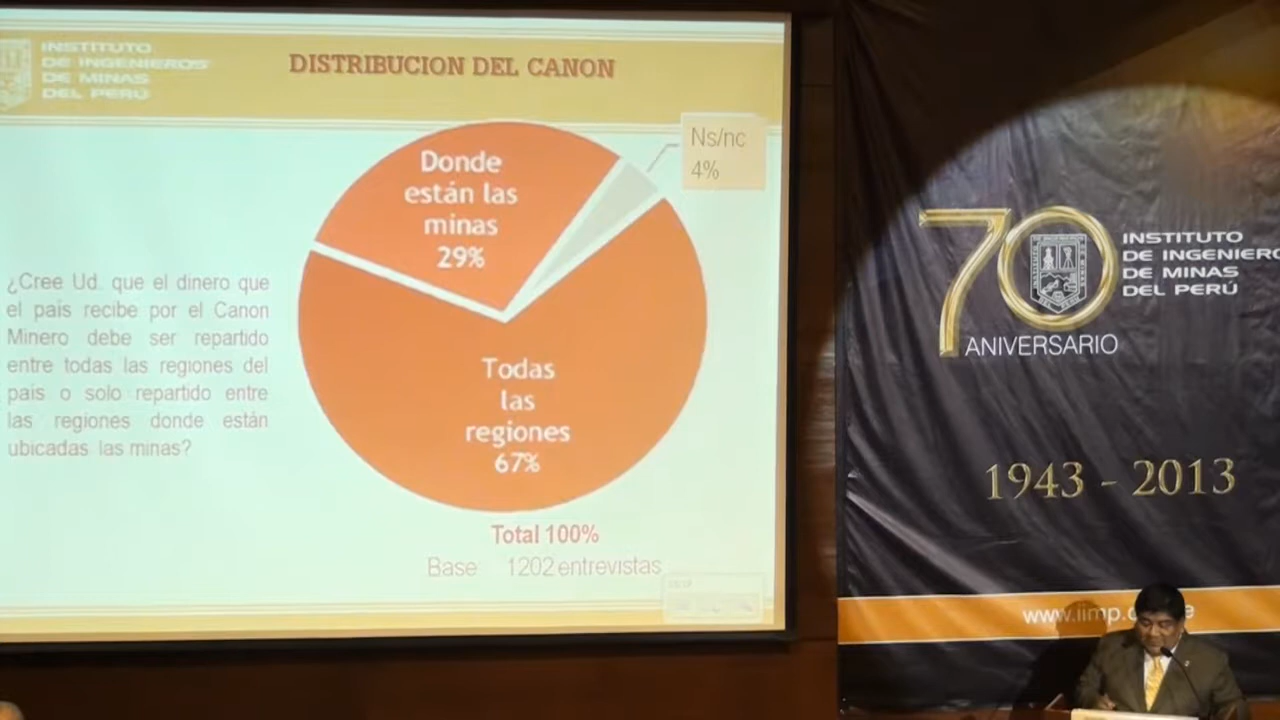 INSTITUTO
DE INGENIEROS
DE MINAS
DEL PERÚ
DISTRIBUCION DEL CANON
Ns/nc
4%
Donde
están las
minas
29%
¿Cree Ud. que el dinero que
el país recibe por el Canon
Minero debe ser repartido
entre todas las regiones del
país o solo repartido entre
las regiones donde están
ubicadas las minas?
Todas
las
regiones
67%
Total 100%
Base 1202 entrevistas
70
ANIVERSARIO
INSTITUTO
DE INGENIERO
DE MINAS
DEL PERÚ
1943 - 2013
www.iimp.